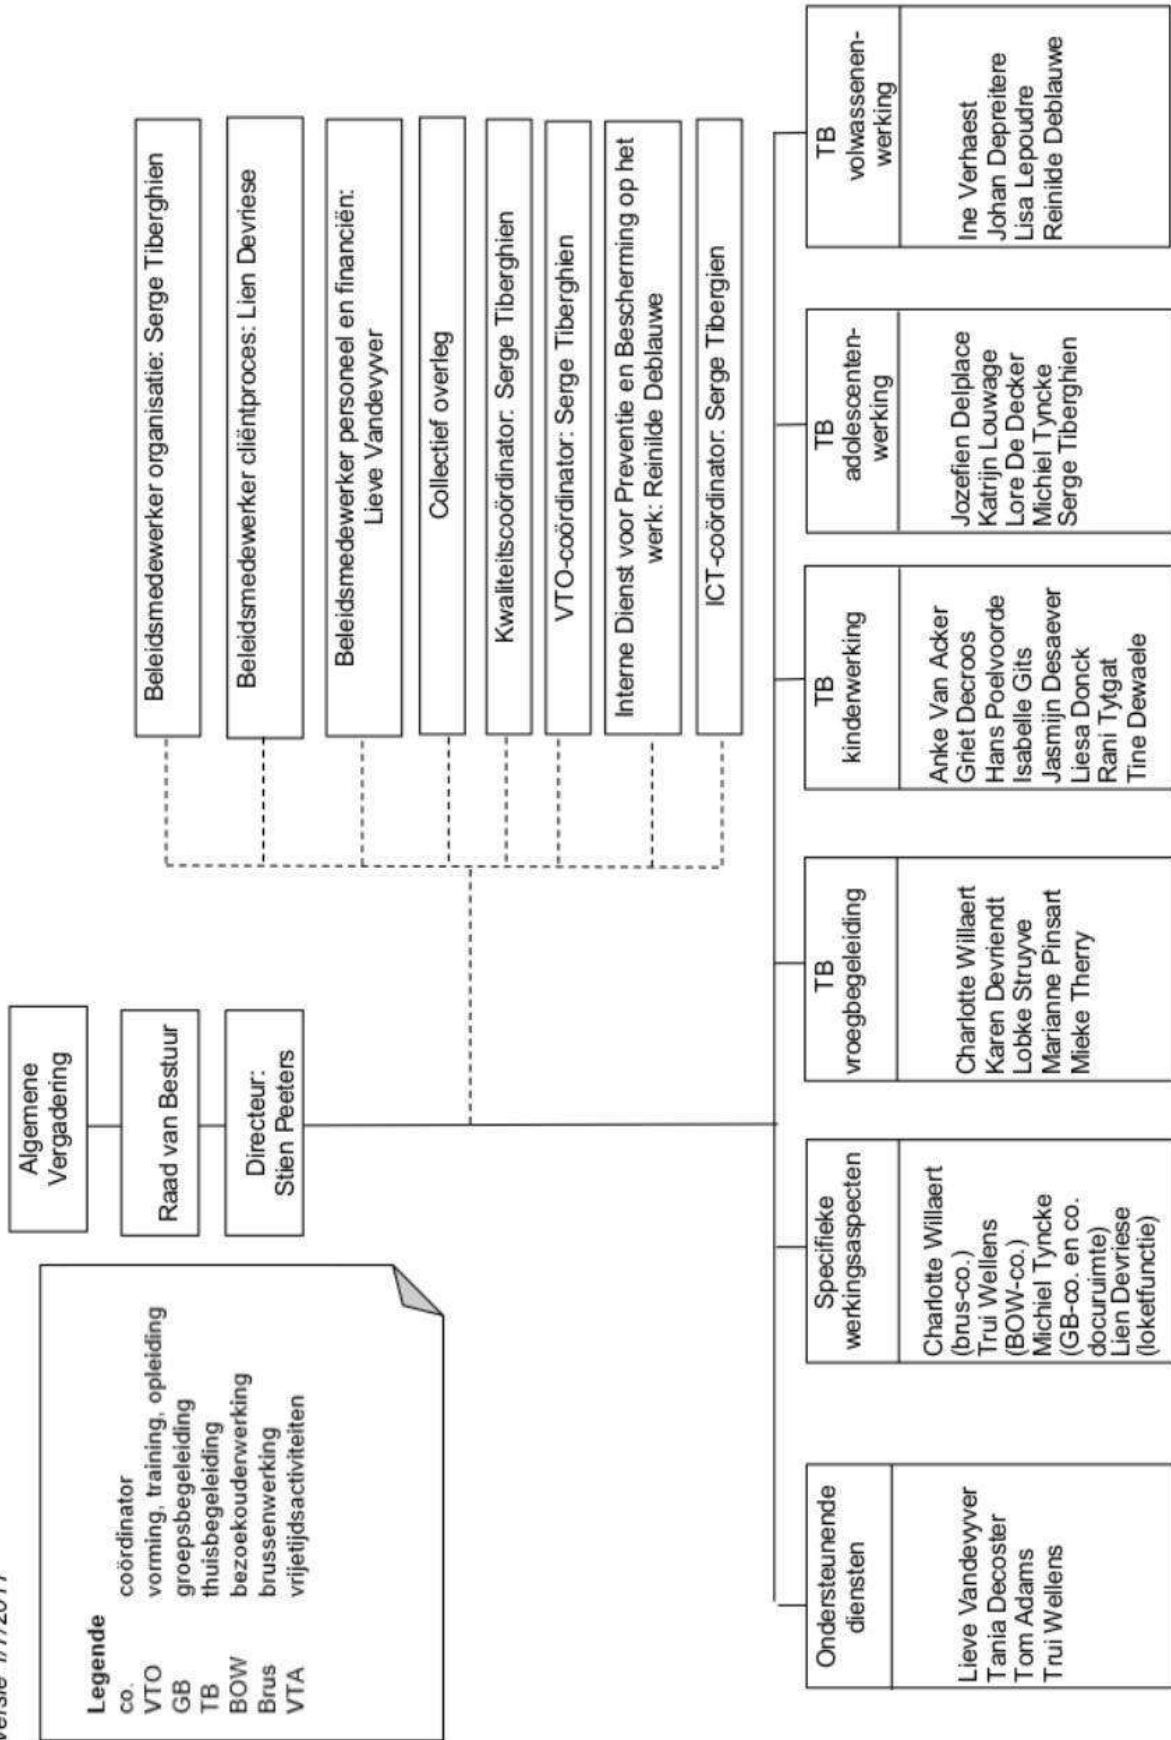 versie 1/7/2017
Legende
co. coördinator
VTO vorming, training, opleiding
GB groepsbegeleiding
TB thuisbegeleiding
BOW bezoekouderwerking
Brus brussenwerking
VTA vrijetijdsactiviteiten
Algemene
Vergadering
Raad van Bestuur
Directeur:
Stien Peeters
Beleidsmedewerker organisatie: Serge Tiberghien
Beleidsmedewerker cliëntproces: Lien Devriese
Beleidsmedewerker personeel en financiën:
Lieve Vandevyver
Collectief overleg
Kwaliteitscoördinator: Serge Tiberghien
VTO-coördinator: Serge Tiberghien
Interne Dienst voor Preventie en Bescherming op het
werk: Reinilde Deblauwe
ICT-coördinator: Serge Tibergien
Ondersteunende
diensten
Lieve Vandevyver
Tania Decoster
Tom Adams
Trui Wellens
Specifieke
werkingsaspecten
Charlotte Willaert
(brus-co.)
Trui Wellens
(BOW-co.)
Michiel Tyncke
(GB-co. en co.
docuruimte)
Lien Devriese
(loketfunctie)
TB
vroegbegeleiding
Charlotte Willaert
Karen Devriendt
Lobke Struyve
Marianne Pinsart
Mieke Therry
TB
kinderwerking
Anke Van Acker
Griet Decroos
Hans Poelvoorde
Isabelle Gits
Jasmijn Desaever
Liesa Donck
Rani Tytgat
Tine Dewaele
TB
adolescenten-
werking
Jozefien Delplace
Katrijn Louwage
Lore De Decker
Michiel Tyncke
Serge Tiberghien
TB
volwassenen-
werking
Ine Verhaest
Johan Depreitere
Lisa Lepoudre
Reinilde Deblauwe